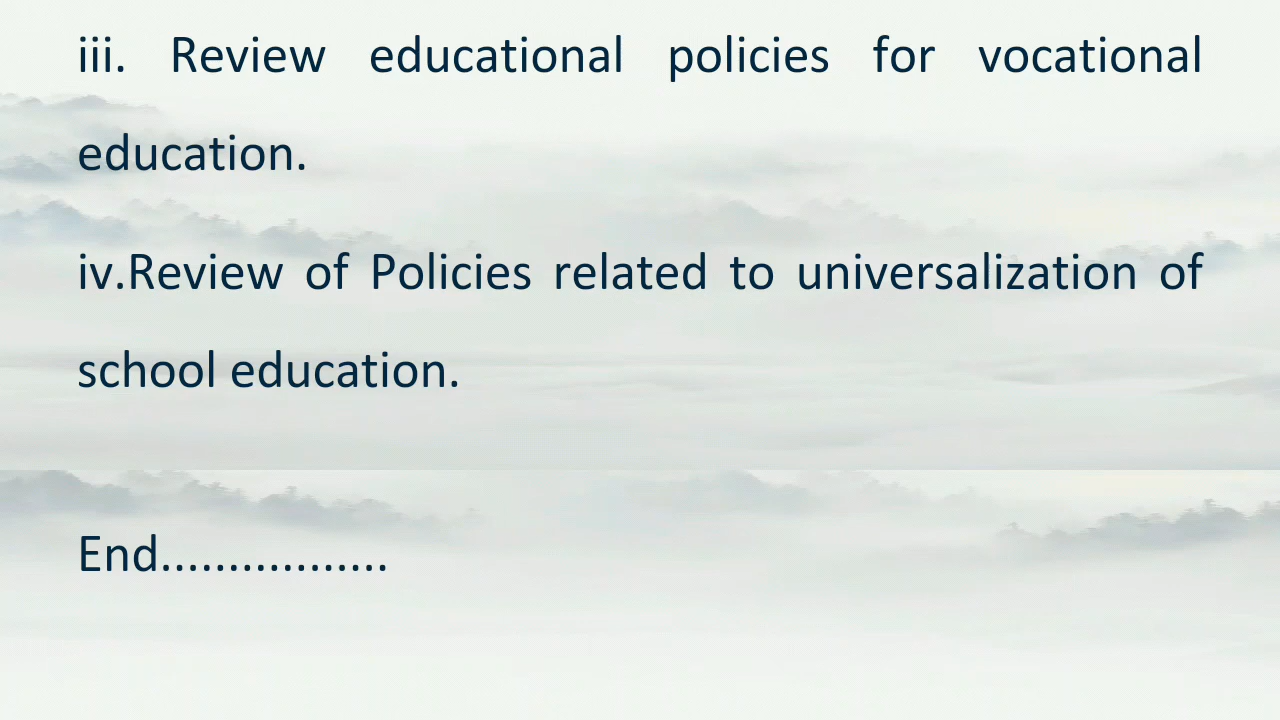 iii. Review educational policies for vocational
education.
iv.Review of Policies related to universalization of
school education.
End.................